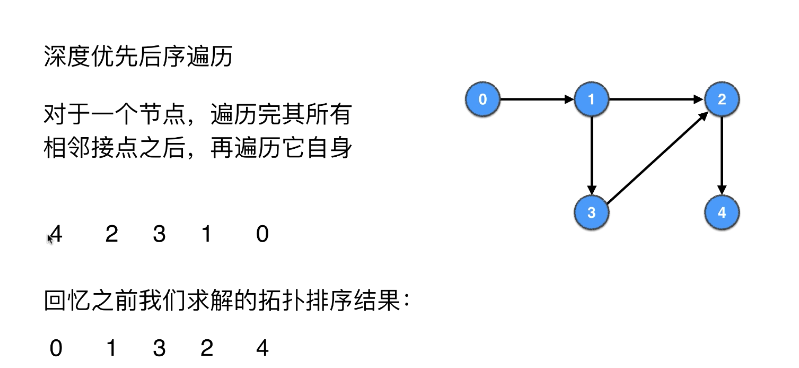 深度优先后序遍历
对于一个节点，遍历完其所有
相邻接点之后，再遍历它自身
4 2 3 1 0
回忆之前我们求解的拓扑排序结果：
0 1 3 2 4
0 1 2
3 4